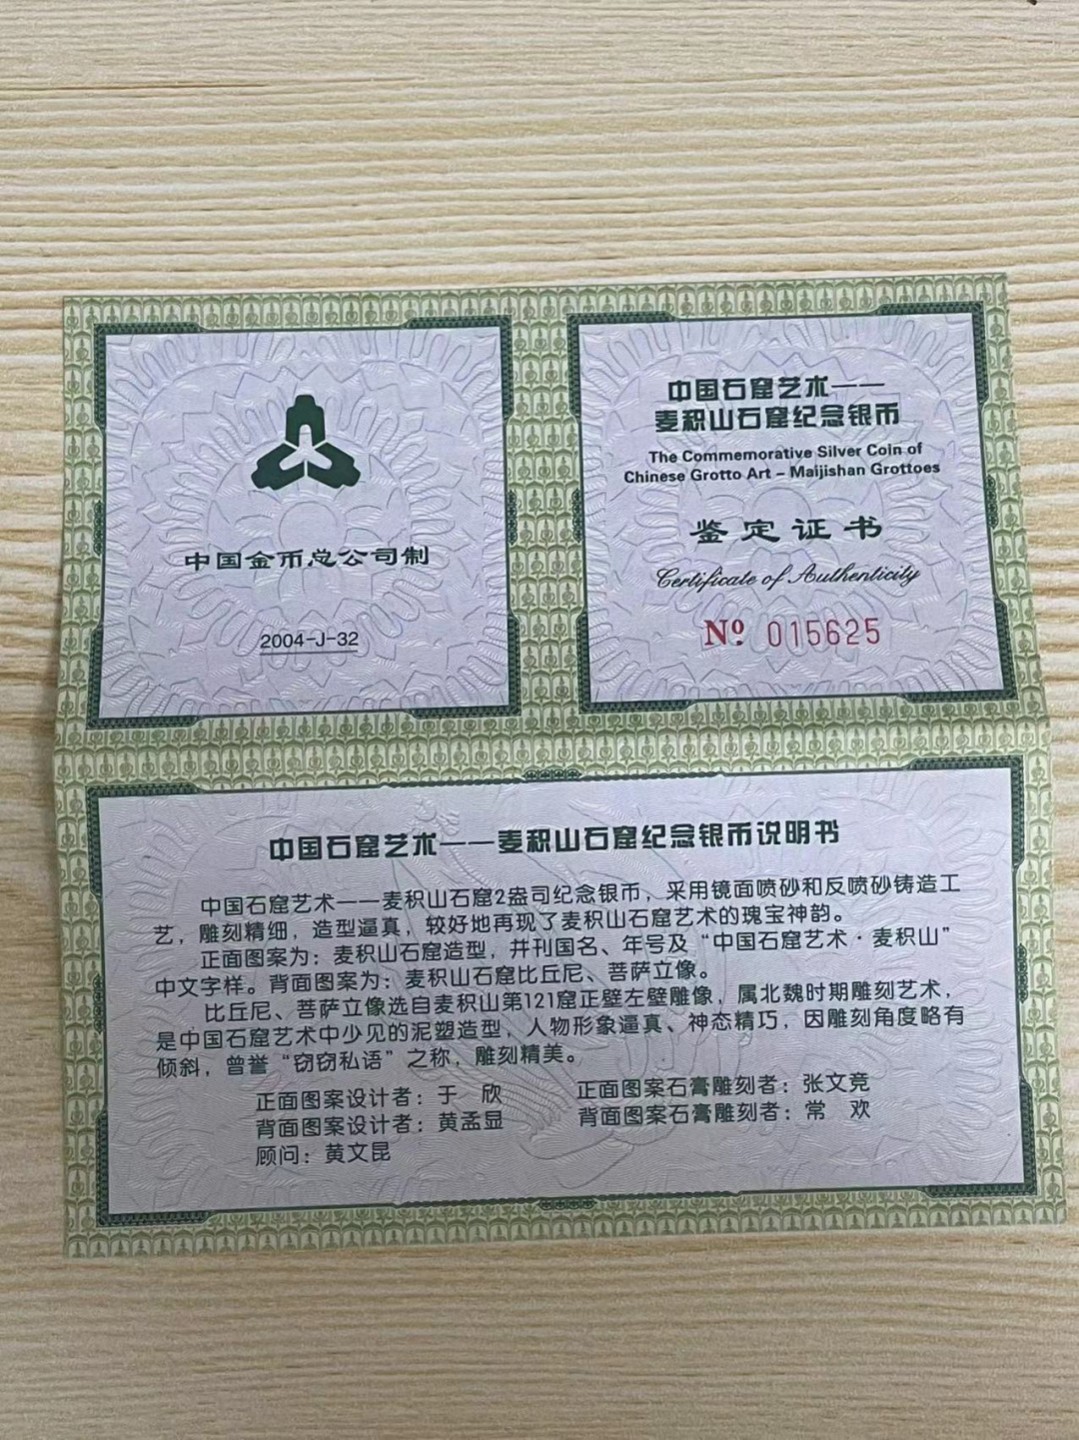 中国金币总公司制
2004-J-32
中国石窟艺术——
麦积山石窟纪念银币
The Commemorative Silver Coin of
Chinese Grotto Art – Maijishan Grottoes
鉴定证书
Certificate of Authenticity
Nº 015625
中国石窟艺术——麦积山石窟纪念银币说明书
中国石窟艺术——麦积山石窟2盎司纪念银币，采用镜面喷砂和反喷砂铸造工
艺，雕刻精细，造型逼真，较好地再现了麦积山石窟艺术的瑰宝神韵。
正面图案为：麦积山石窟造型，并刊国名、年号及“中国石窟艺术·麦积山”
中文字样。背面图案为：麦积山石窟比丘尼、菩萨立像。
比丘尼、菩萨立像选自麦积山第121窟正壁左壁雕像，属北魏时期雕刻艺术，
是中国石窟艺术中少见的泥塑造型，人物形象逼真、神态精巧，因雕刻角度略有
倾斜，曾誉“窃窃私语”之称，雕刻精美。
正面图案设计者：于 欣 正面图案石膏雕刻者：张文竞
背面图案设计者：黄孟显 背面图案石膏雕刻者：常 欢
顾问：黄文昆